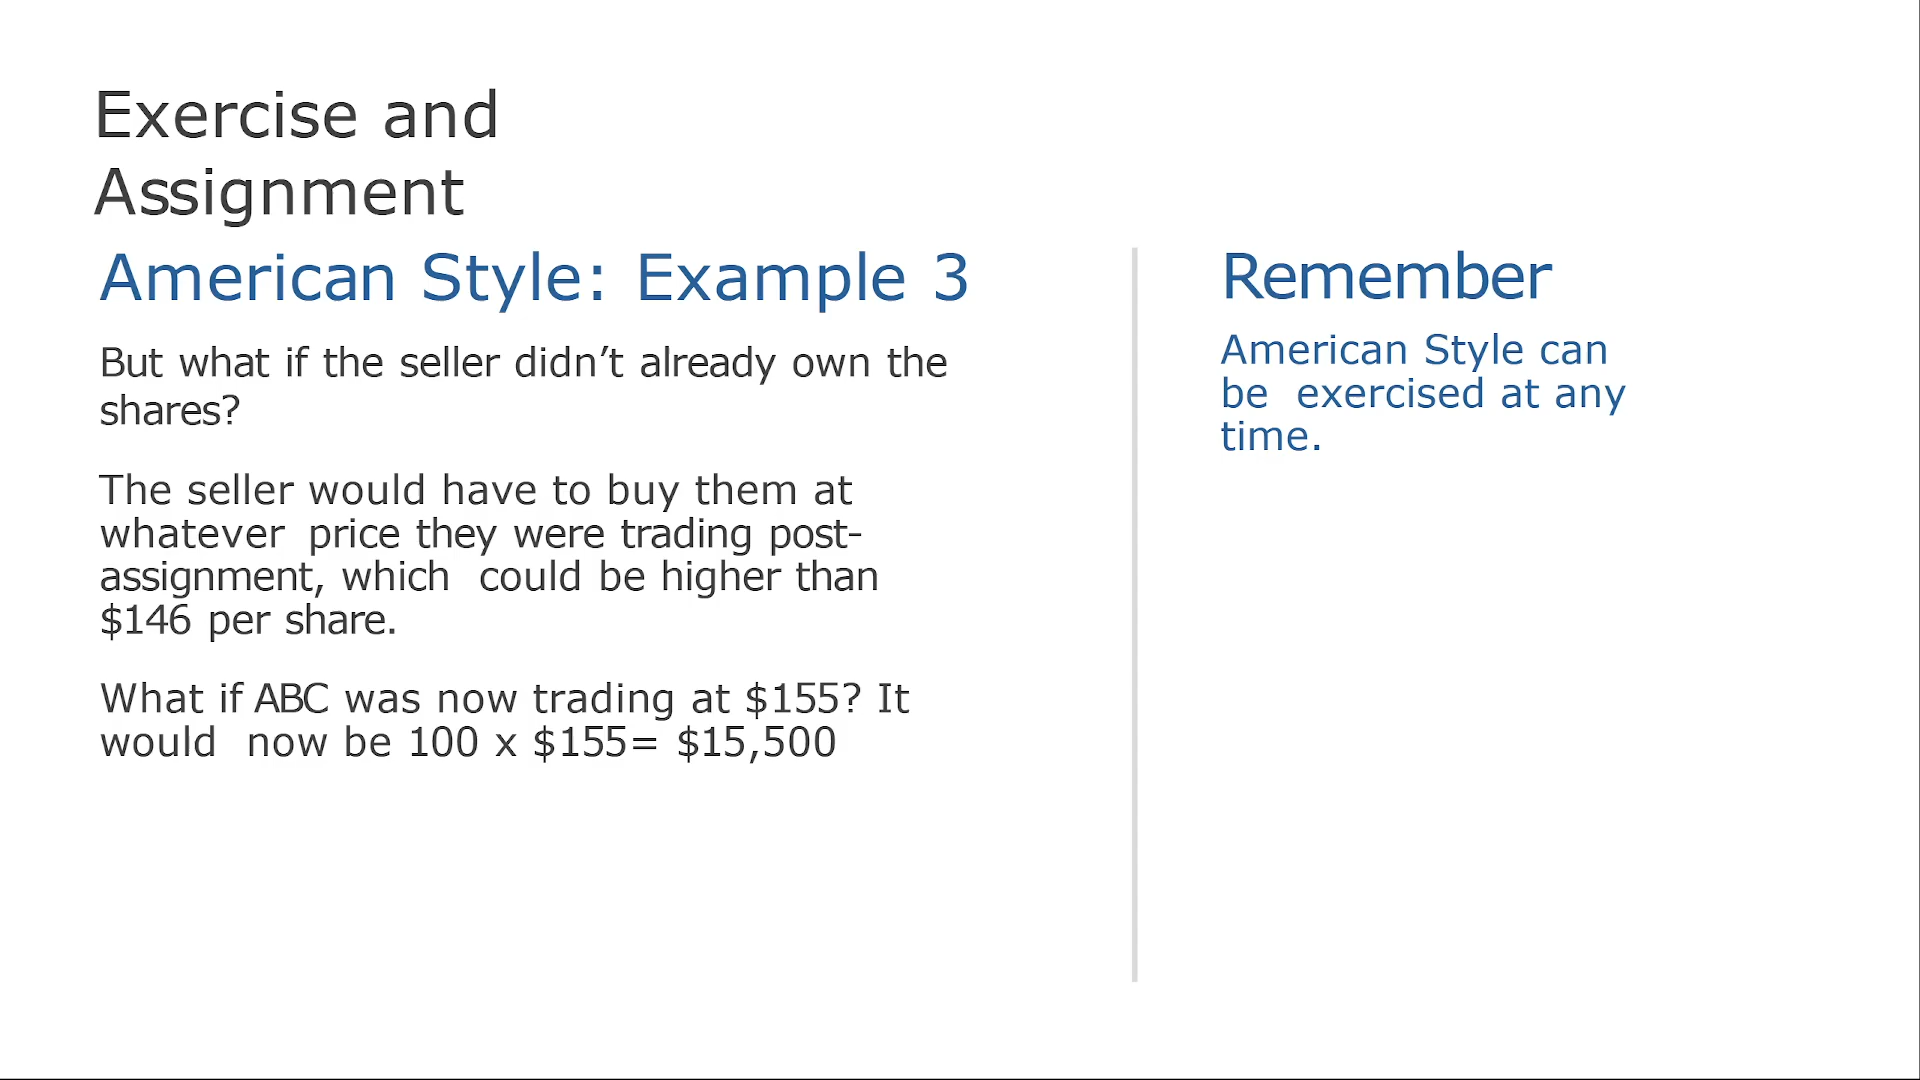 Exercise and
Assignment
American Style: Example 3
But what if the seller didn’t already own the
shares?
The seller would have to buy them at
whatever price they were trading post-
assignment, which could be higher than
$146 per share.
What if ABC was now trading at $155? It
would now be 100 x $155= $15,500
Remember
American Style can
be exercised at any
time.